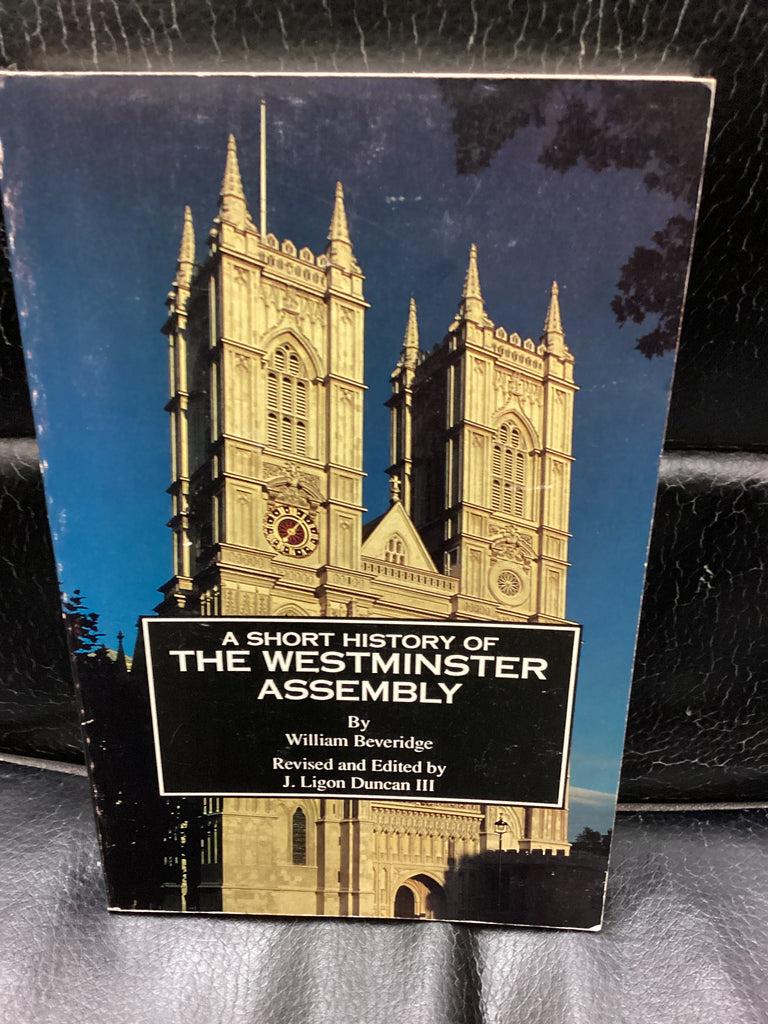 A SHORT HISTORY OF
THE WESTMINSTER
ASSEMBLY
By
William Beveridge
Revised and Edited by
J. Ligon Duncan III